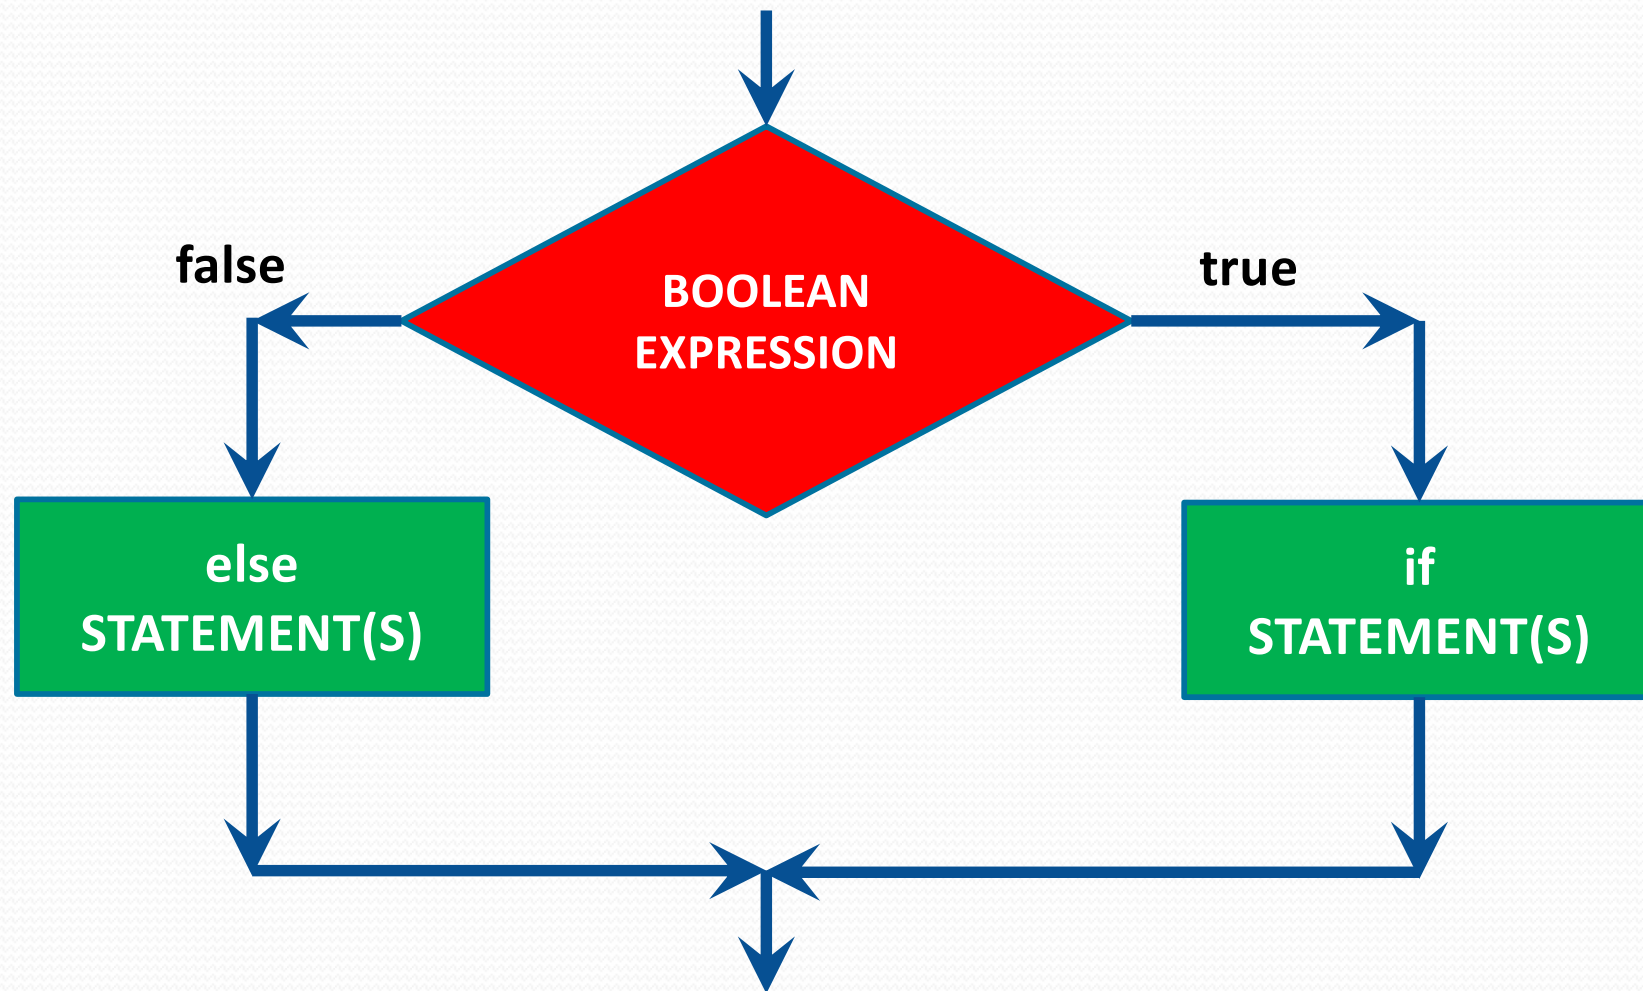 false
true
BOOLEAN
EXPRESSION
else
STATEMENT(S)
if
STATEMENT(S)